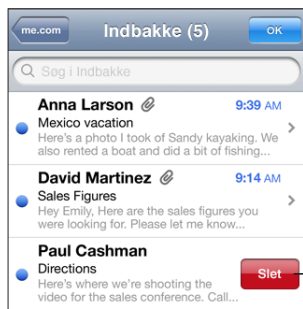 me.com
Indbakke (5)
OK
Søg i Indbakke
Anna Larson 9:39 AM
Mexico vacation
Here's a photo I took of Sandy kayaking. We
also rented a boat and did a bit of fishing...
David Martinez 9:14 AM
Sales Figures
Hey Emily, Here are the sales figures you
were looking for. Please let me know...
Paul Cashman
Directions
Here's where we're shooting the
video for the sales conference. Call...
Slet